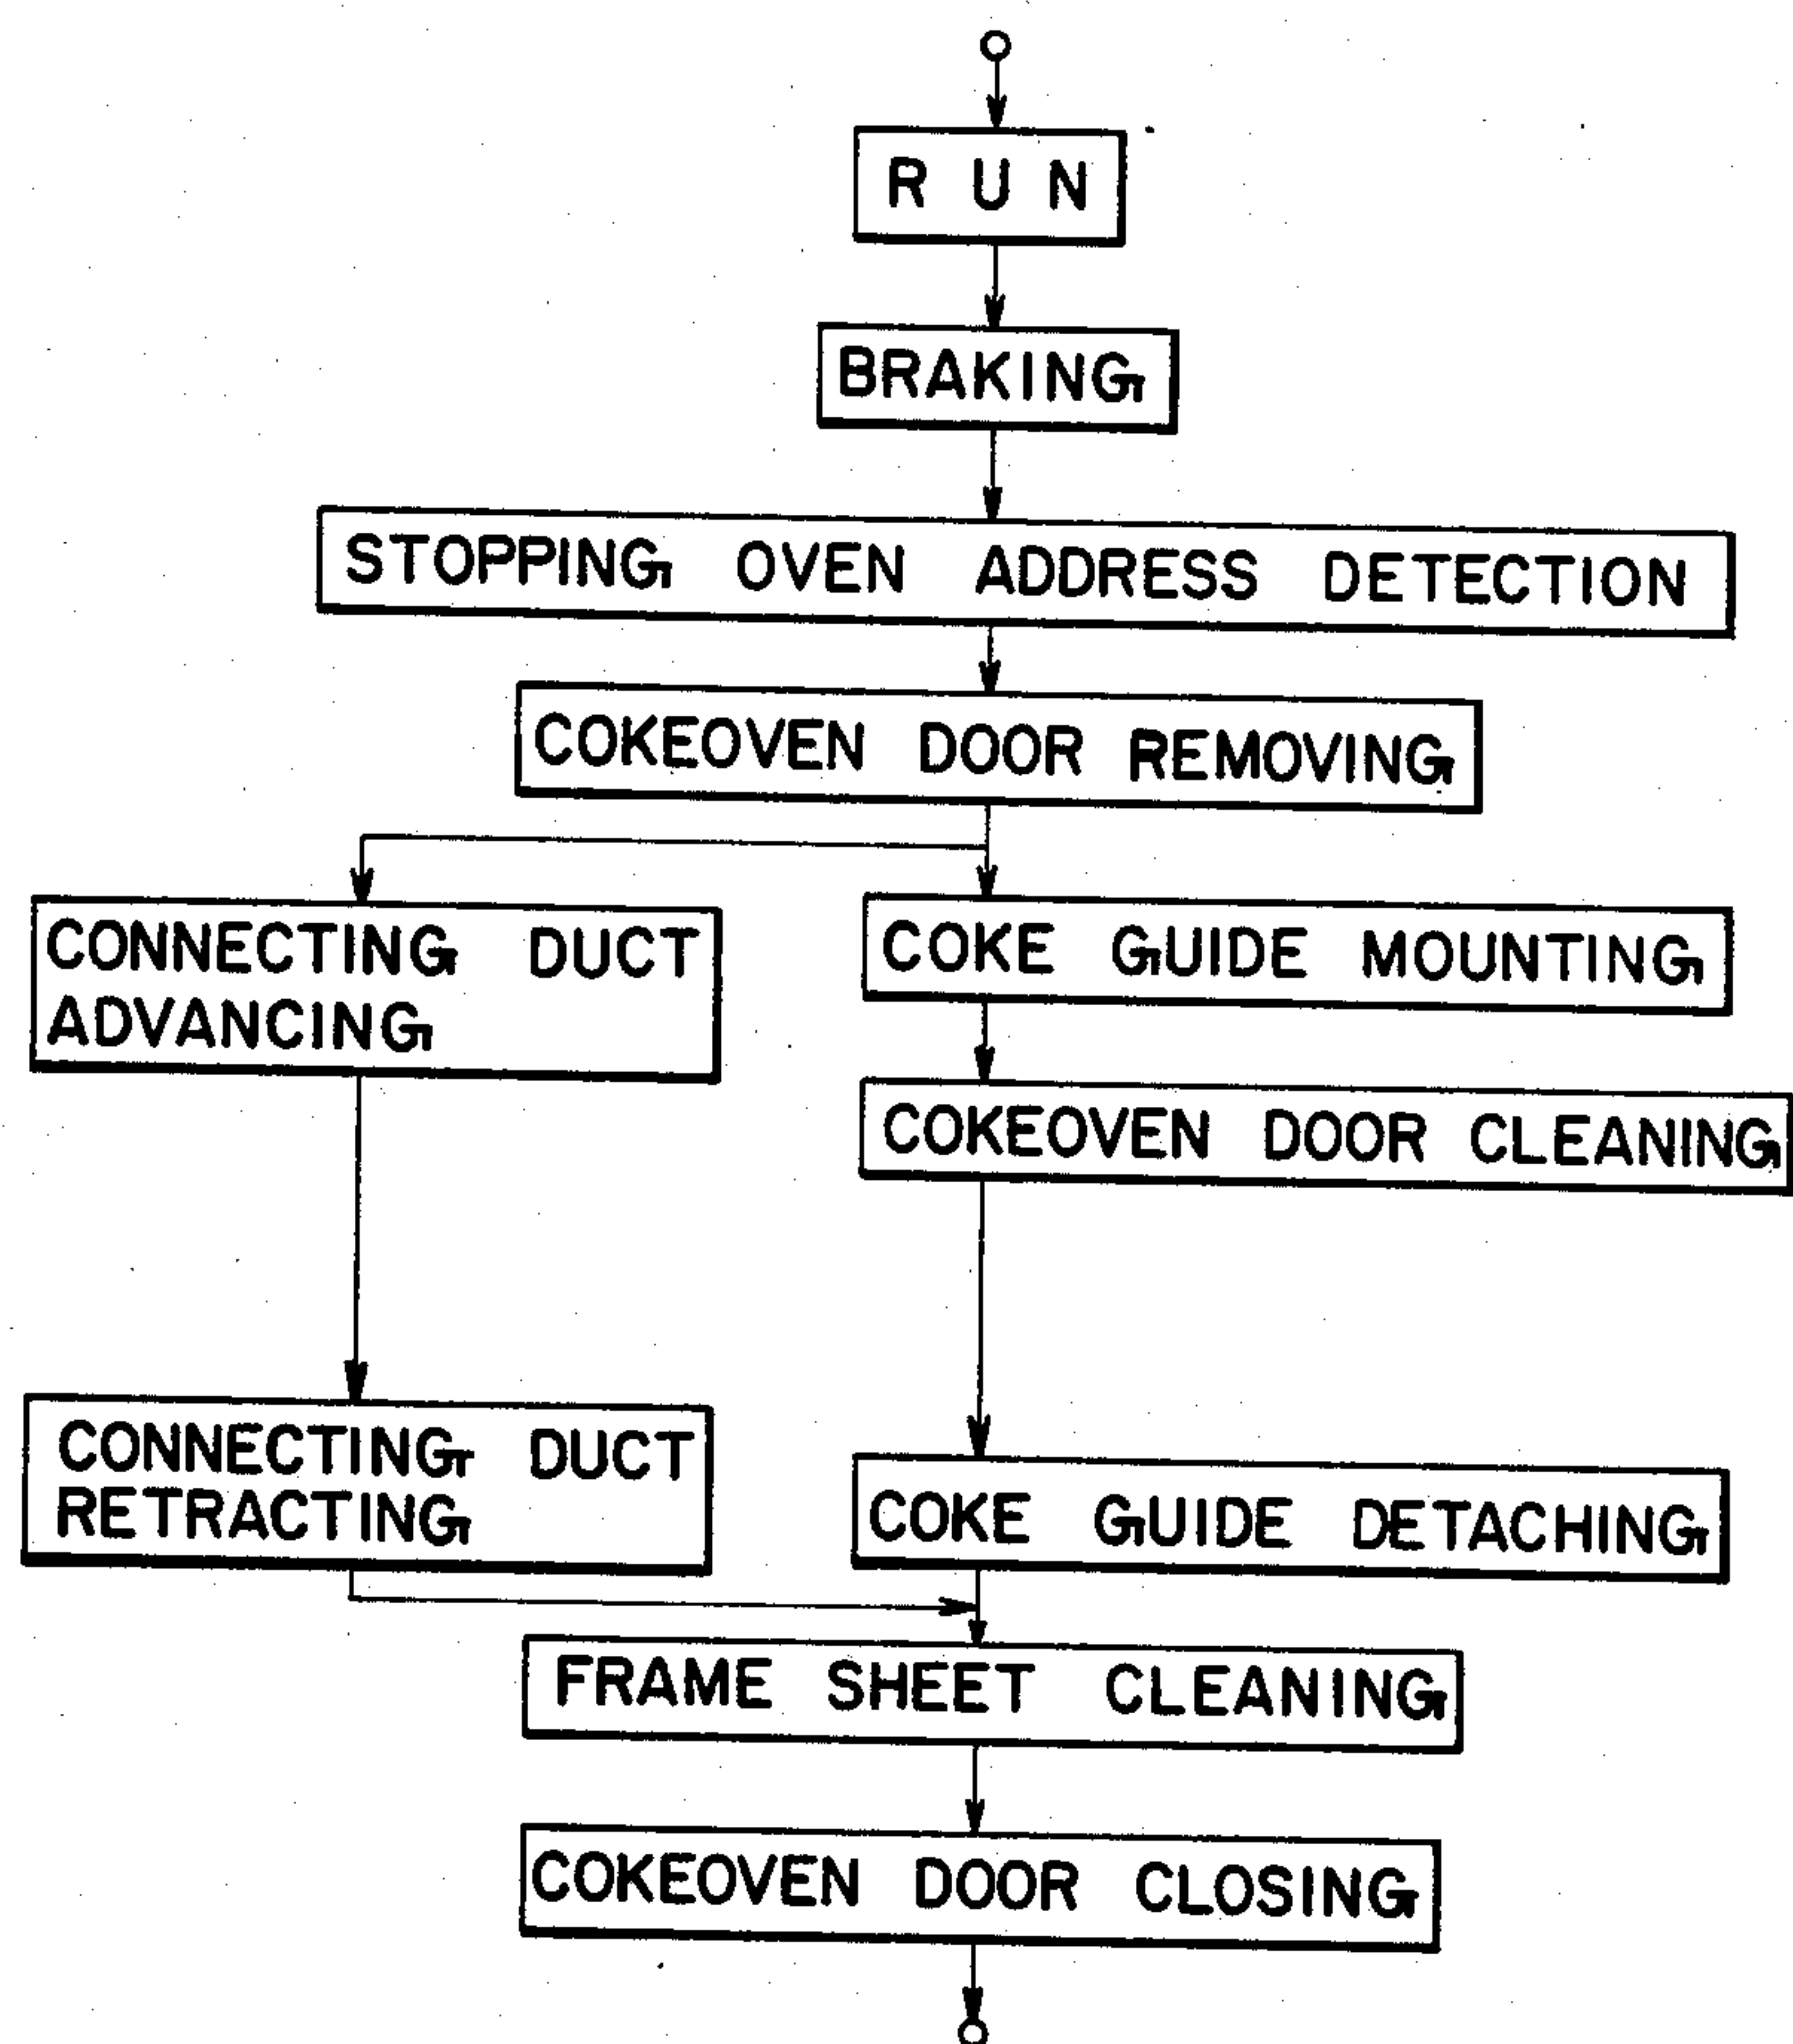 RUN
BRAKING
STOPPING OVEN ADDRESS DETECTION
COKEOVEN DOOR REMOVING
CONNECTING DUCT
ADVANCING
COKE GUIDE MOUNTING
COKEOVEN DOOR CLEANING
CONNECTING DUCT
RETRACTING
COKE GUIDE DETACHING
FRAME SHEET CLEANING
COKEOVEN DOOR CLOSING